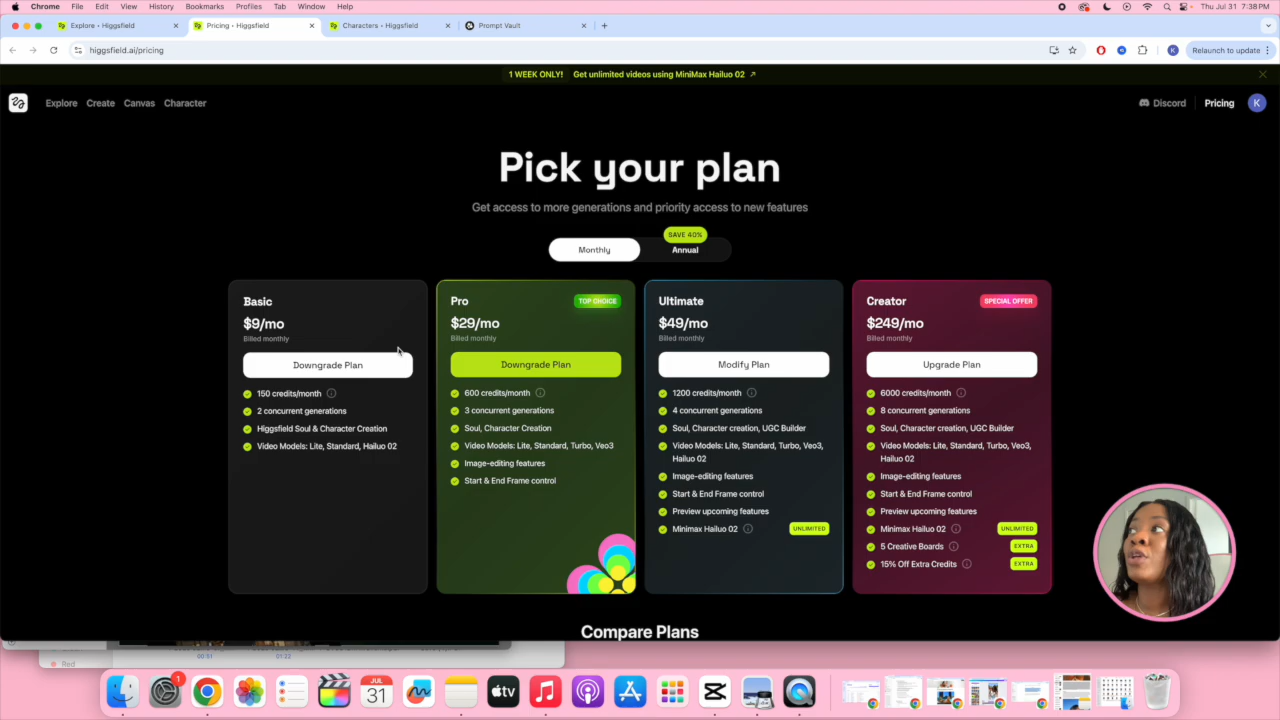 Chrome File Edit View History Bookmarks Profiles Tab Window Help
Thu Jul 31 7:38PM
Explore • Higgsfield
Pricing • Higgsfield
Characters • Higgsfield
Prompt Vault
higgsfield.ai/pricing
K
Relaunch to update
1 WEEK ONLY! Get unlimited videos using MiniMax Hailuo 02
Explore Create Canvas Character
Discord Pricing K
Pick your plan
Get access to more generations and priority access to new features
SAVE 40%
Monthly Annual
Basic
$9/mo
Billed monthly
Downgrade Plan
150 credits/month
2 concurrent generations
Higgsfield Soul & Character Creation
Video Models: Lite, Standard, Hailuo 02
Pro
TOP CHOICE
$29/mo
Billed monthly
Downgrade Plan
600 credits/month
3 concurrent generations
Soul, Character Creation
Video Models: Lite, Standard, Turbo, Veo3
Image-editing features
Start & End Frame control
Ultimate
$49/mo
Billed monthly
Modify Plan
1200 credits/month
4 concurrent generations
Soul, Character creation, UGC Builder
Video Models: Lite, Standard, Turbo, Veo3,
Hailuo 02
Image-editing features
Start & End Frame control
Preview upcoming features
Minimax Hailuo 02 UNLIMITED
Creator
SPECIAL OFFER
$249/mo
Billed monthly
Upgrade Plan
6000 credits/month
8 concurrent generations
Soul, Character creation, UGC Builder
Video Models: Lite, Standard, Turbo, Veo3,
Hailuo 02
Image-editing features
Start & End Frame control
Preview upcoming features
Minimax Hailuo 02 UNLIMITED
5 Creative Boards EXTRA
15% Off Extra Credits EXTRA
Compare Plans
Red
00:51
01:22
1
JUL
31
tv